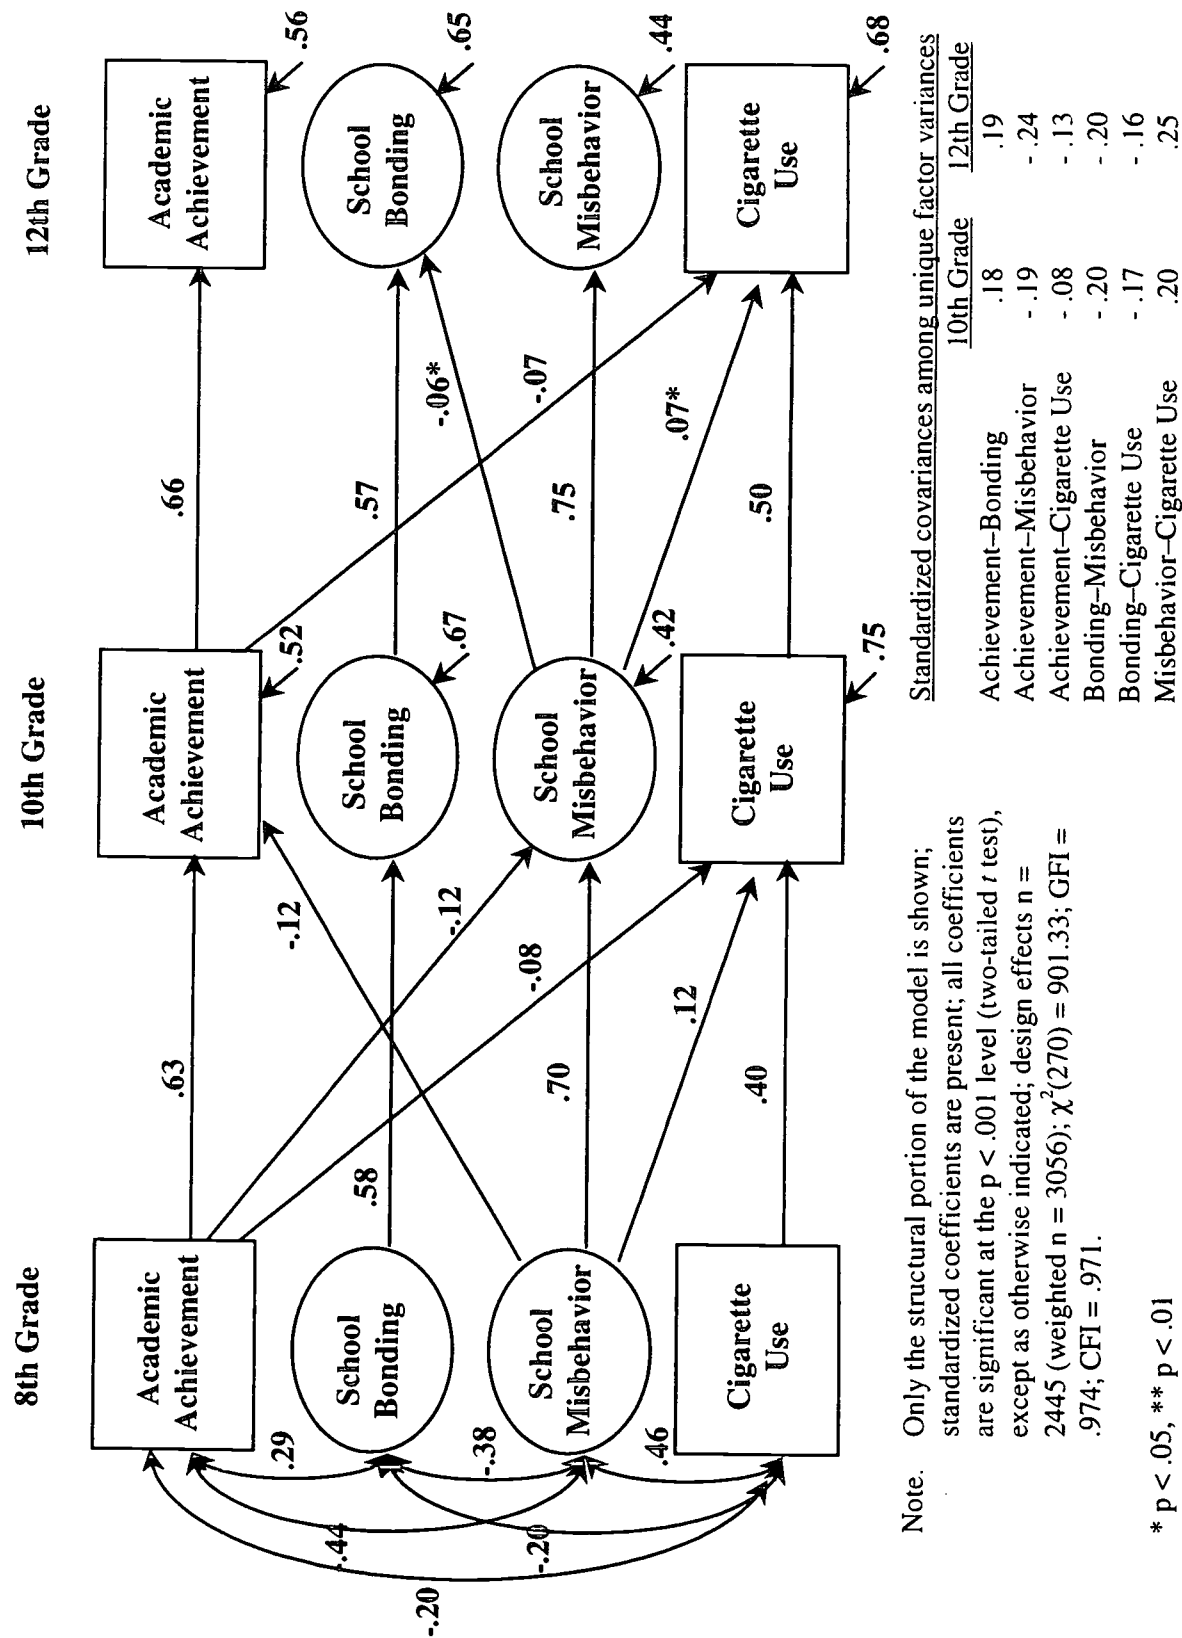 8th Grade
10th Grade
12th Grade
Academic
Achievement
.63
Academic
Achievement
.52
.66
Academic
Achievement
.56
School
Bonding
.58
School
Bonding
.67
.57
School
Bonding
.65
School
Misbehavior
.70
School
Misbehavior
.42
.75
School
Misbehavior
.44
Cigarette
Use
.40
Cigarette
Use
.75
.50
Cigarette
Use
.68
-.12
-.12
-.08
.12
-.06*
-.07
.07*
.29
-.38
.46
-.44
-.20
-.20
Note. Only the structural portion of the model is shown;
standardized coefficients are present; all coefficients
are significant at the p < .001 level (two-tailed t test),
except as otherwise indicated; design effects n =
2445 (weighted n = 3056); χ²(270) = 901.33; GFI =
.974; CFI = .971.
* p < .05, ** p < .01
Standardized covariances among unique factor variances
10th Grade 12th Grade
Achievement–Bonding .18 .19
Achievement–Misbehavior - .19 - .24
Achievement–Cigarette Use - .08 - .13
Bonding–Misbehavior - .20 - .20
Bonding–Cigarette Use - .17 - .16
Misbehavior–Cigarette Use .20 .25